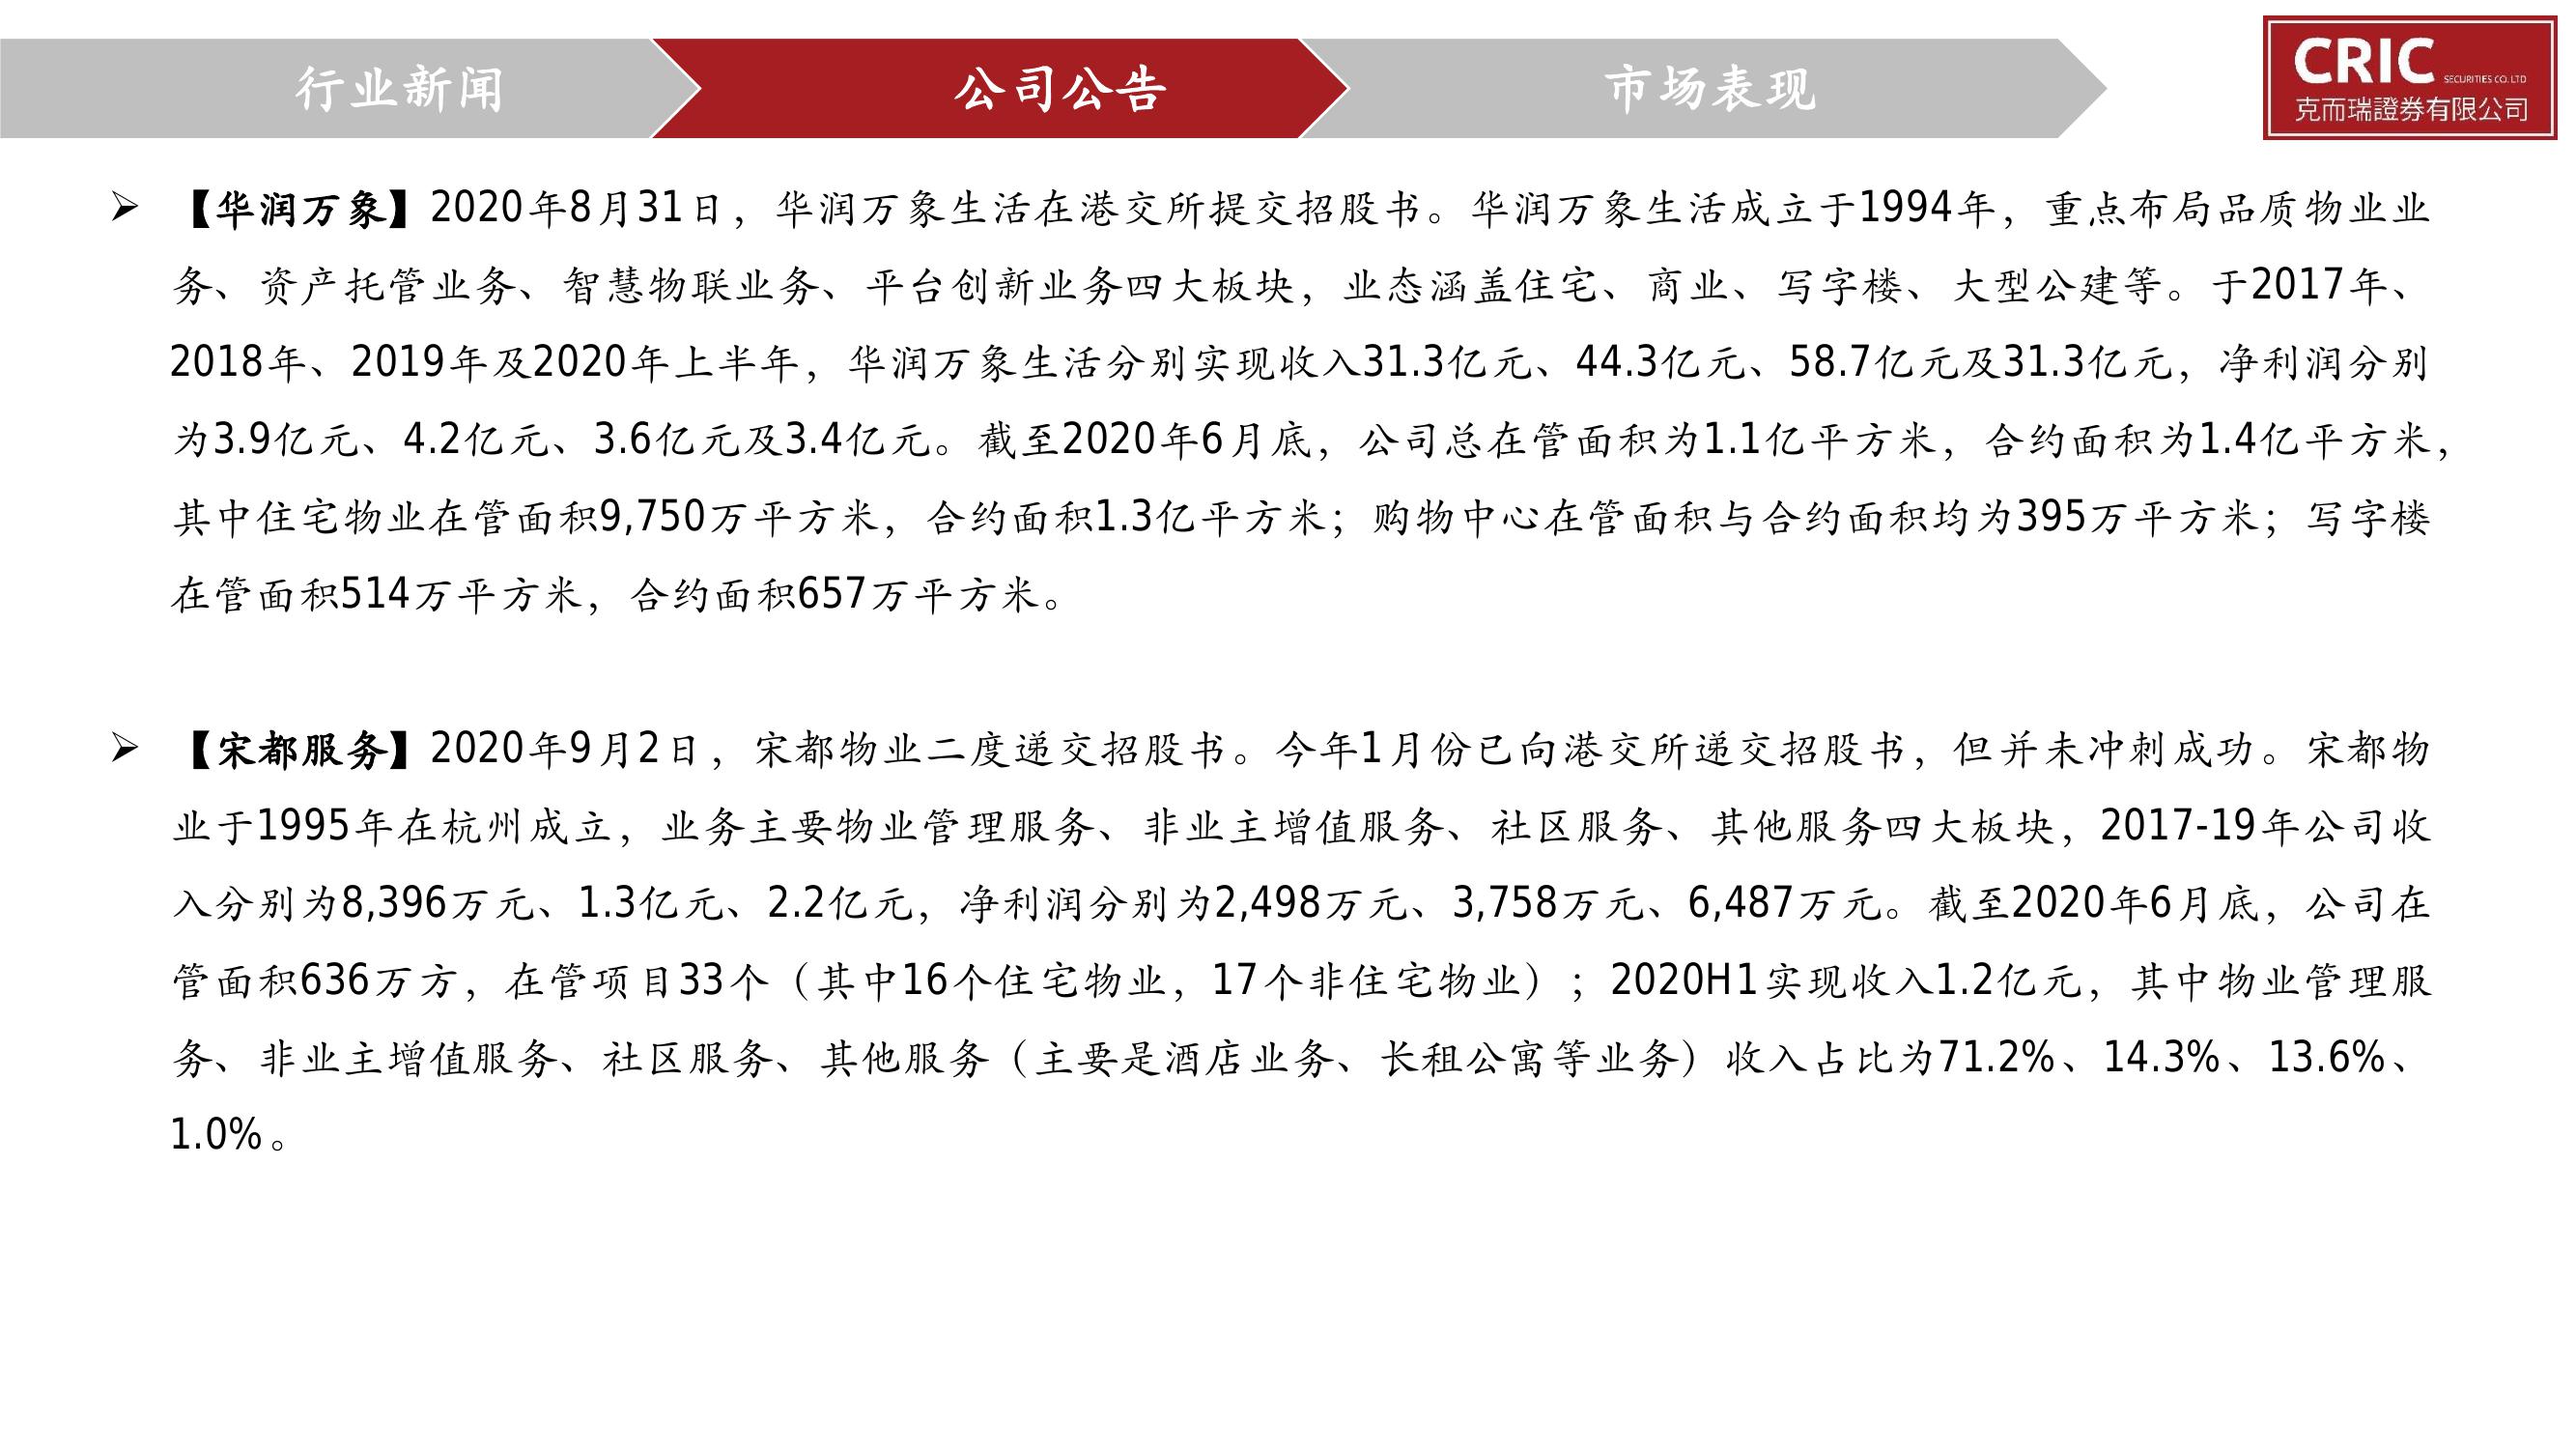 行业新闻
公司公告
市场表现
CRIC SECURITIES CO. LTD
克而瑞證券有限公司
➢ 【华润万象】2020年8月31日，华润万象生活在港交所提交招股书。华润万象生活成立于1994年，重点布局品质物业业
务、资产托管业务、智慧物联业务、平台创新业务四大板块，业态涵盖住宅、商业、写字楼、大型公建等。于2017年、
2018年、2019年及2020年上半年，华润万象生活分别实现收入31.3亿元、44.3亿元、58.7亿元及31.3亿元，净利润分别
为3.9亿元、4.2亿元、3.6亿元及3.4亿元。截至2020年6月底，公司总在管面积为1.1亿平方米，合约面积为1.4亿平方米，
其中住宅物业在管面积9,750万平方米，合约面积1.3亿平方米；购物中心在管面积与合约面积均为395万平方米；写字楼
在管面积514万平方米，合约面积657万平方米。
➢ 【宋都服务】2020年9月2日，宋都物业二度递交招股书。今年1月份已向港交所递交招股书，但并未冲刺成功。宋都物
业于1995年在杭州成立，业务主要物业管理服务、非业主增值服务、社区服务、其他服务四大板块，2017-19年公司收
入分别为8,396万元、1.3亿元、2.2亿元，净利润分别为2,498万元、3,758万元、6,487万元。截至2020年6月底，公司在
管面积636万方，在管项目33个（其中16个住宅物业，17个非住宅物业）；2020H1实现收入1.2亿元，其中物业管理服
务、非业主增值服务、社区服务、其他服务（主要是酒店业务、长租公寓等业务）收入占比为71.2%、14.3%、13.6%、
1.0%。